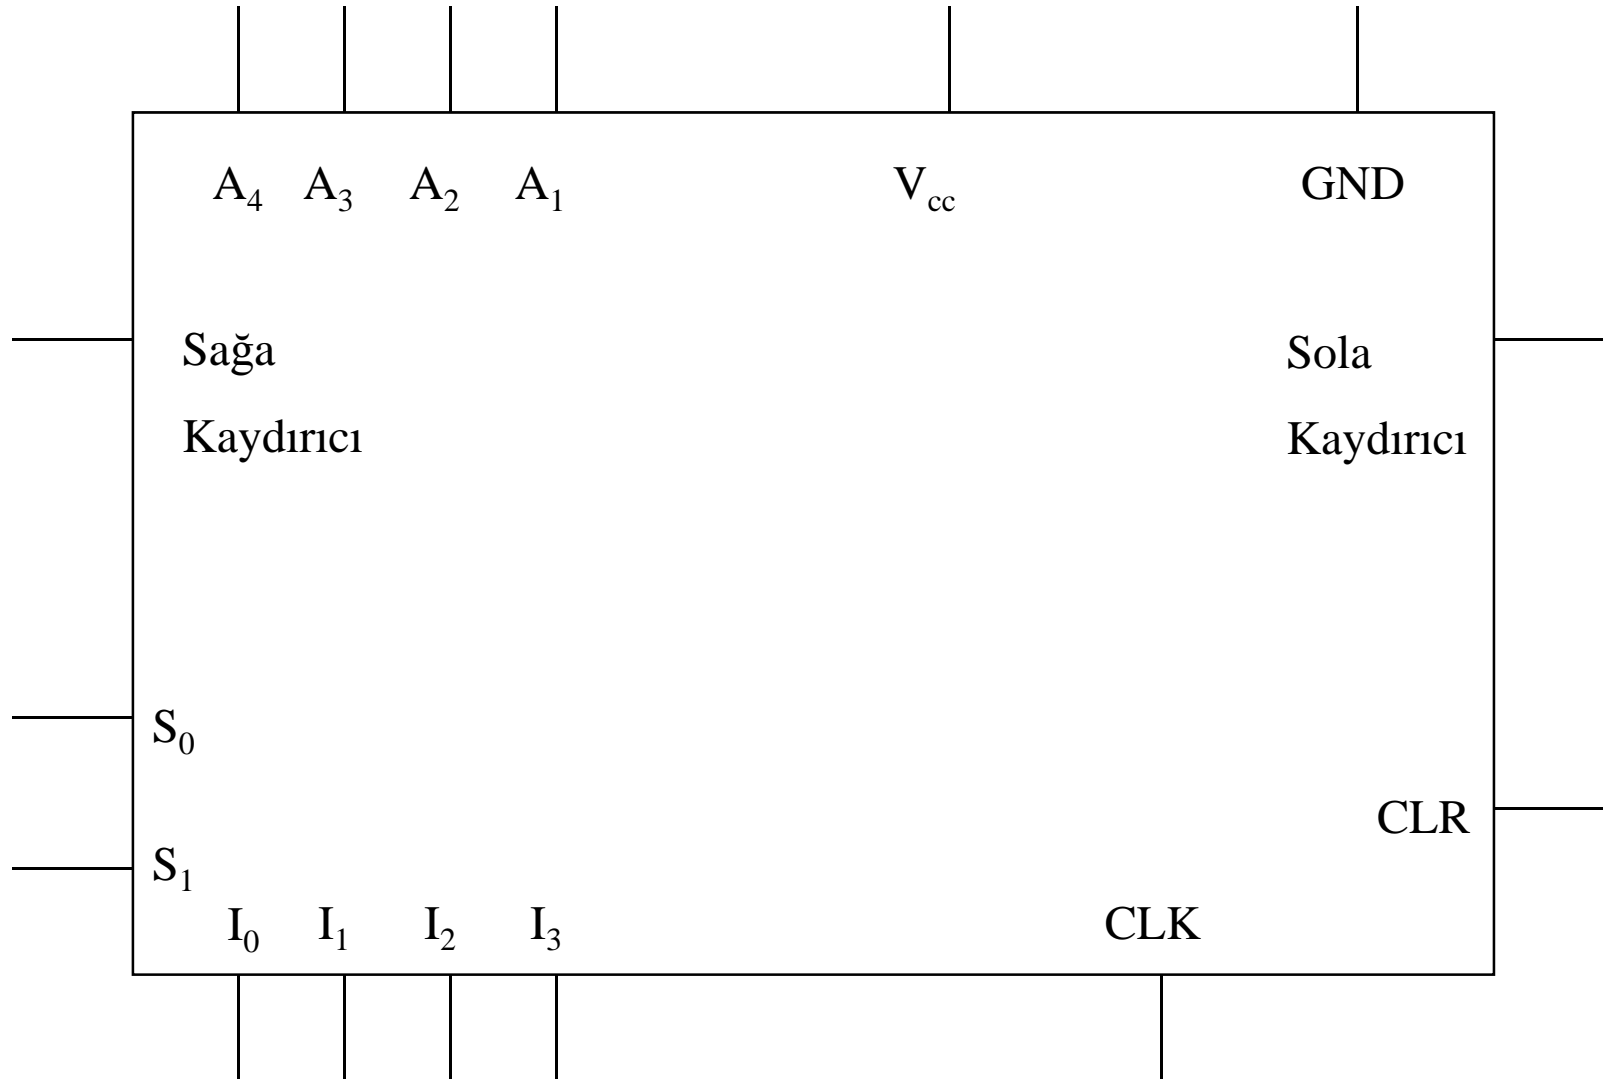 A₄ A₃ A₂ A₁ Vcc GND
Sağa Sola
Kaydırıcı Kaydırıcı
S₀
CLR
S₁
I₀ I₁ I₂ I₃ CLK